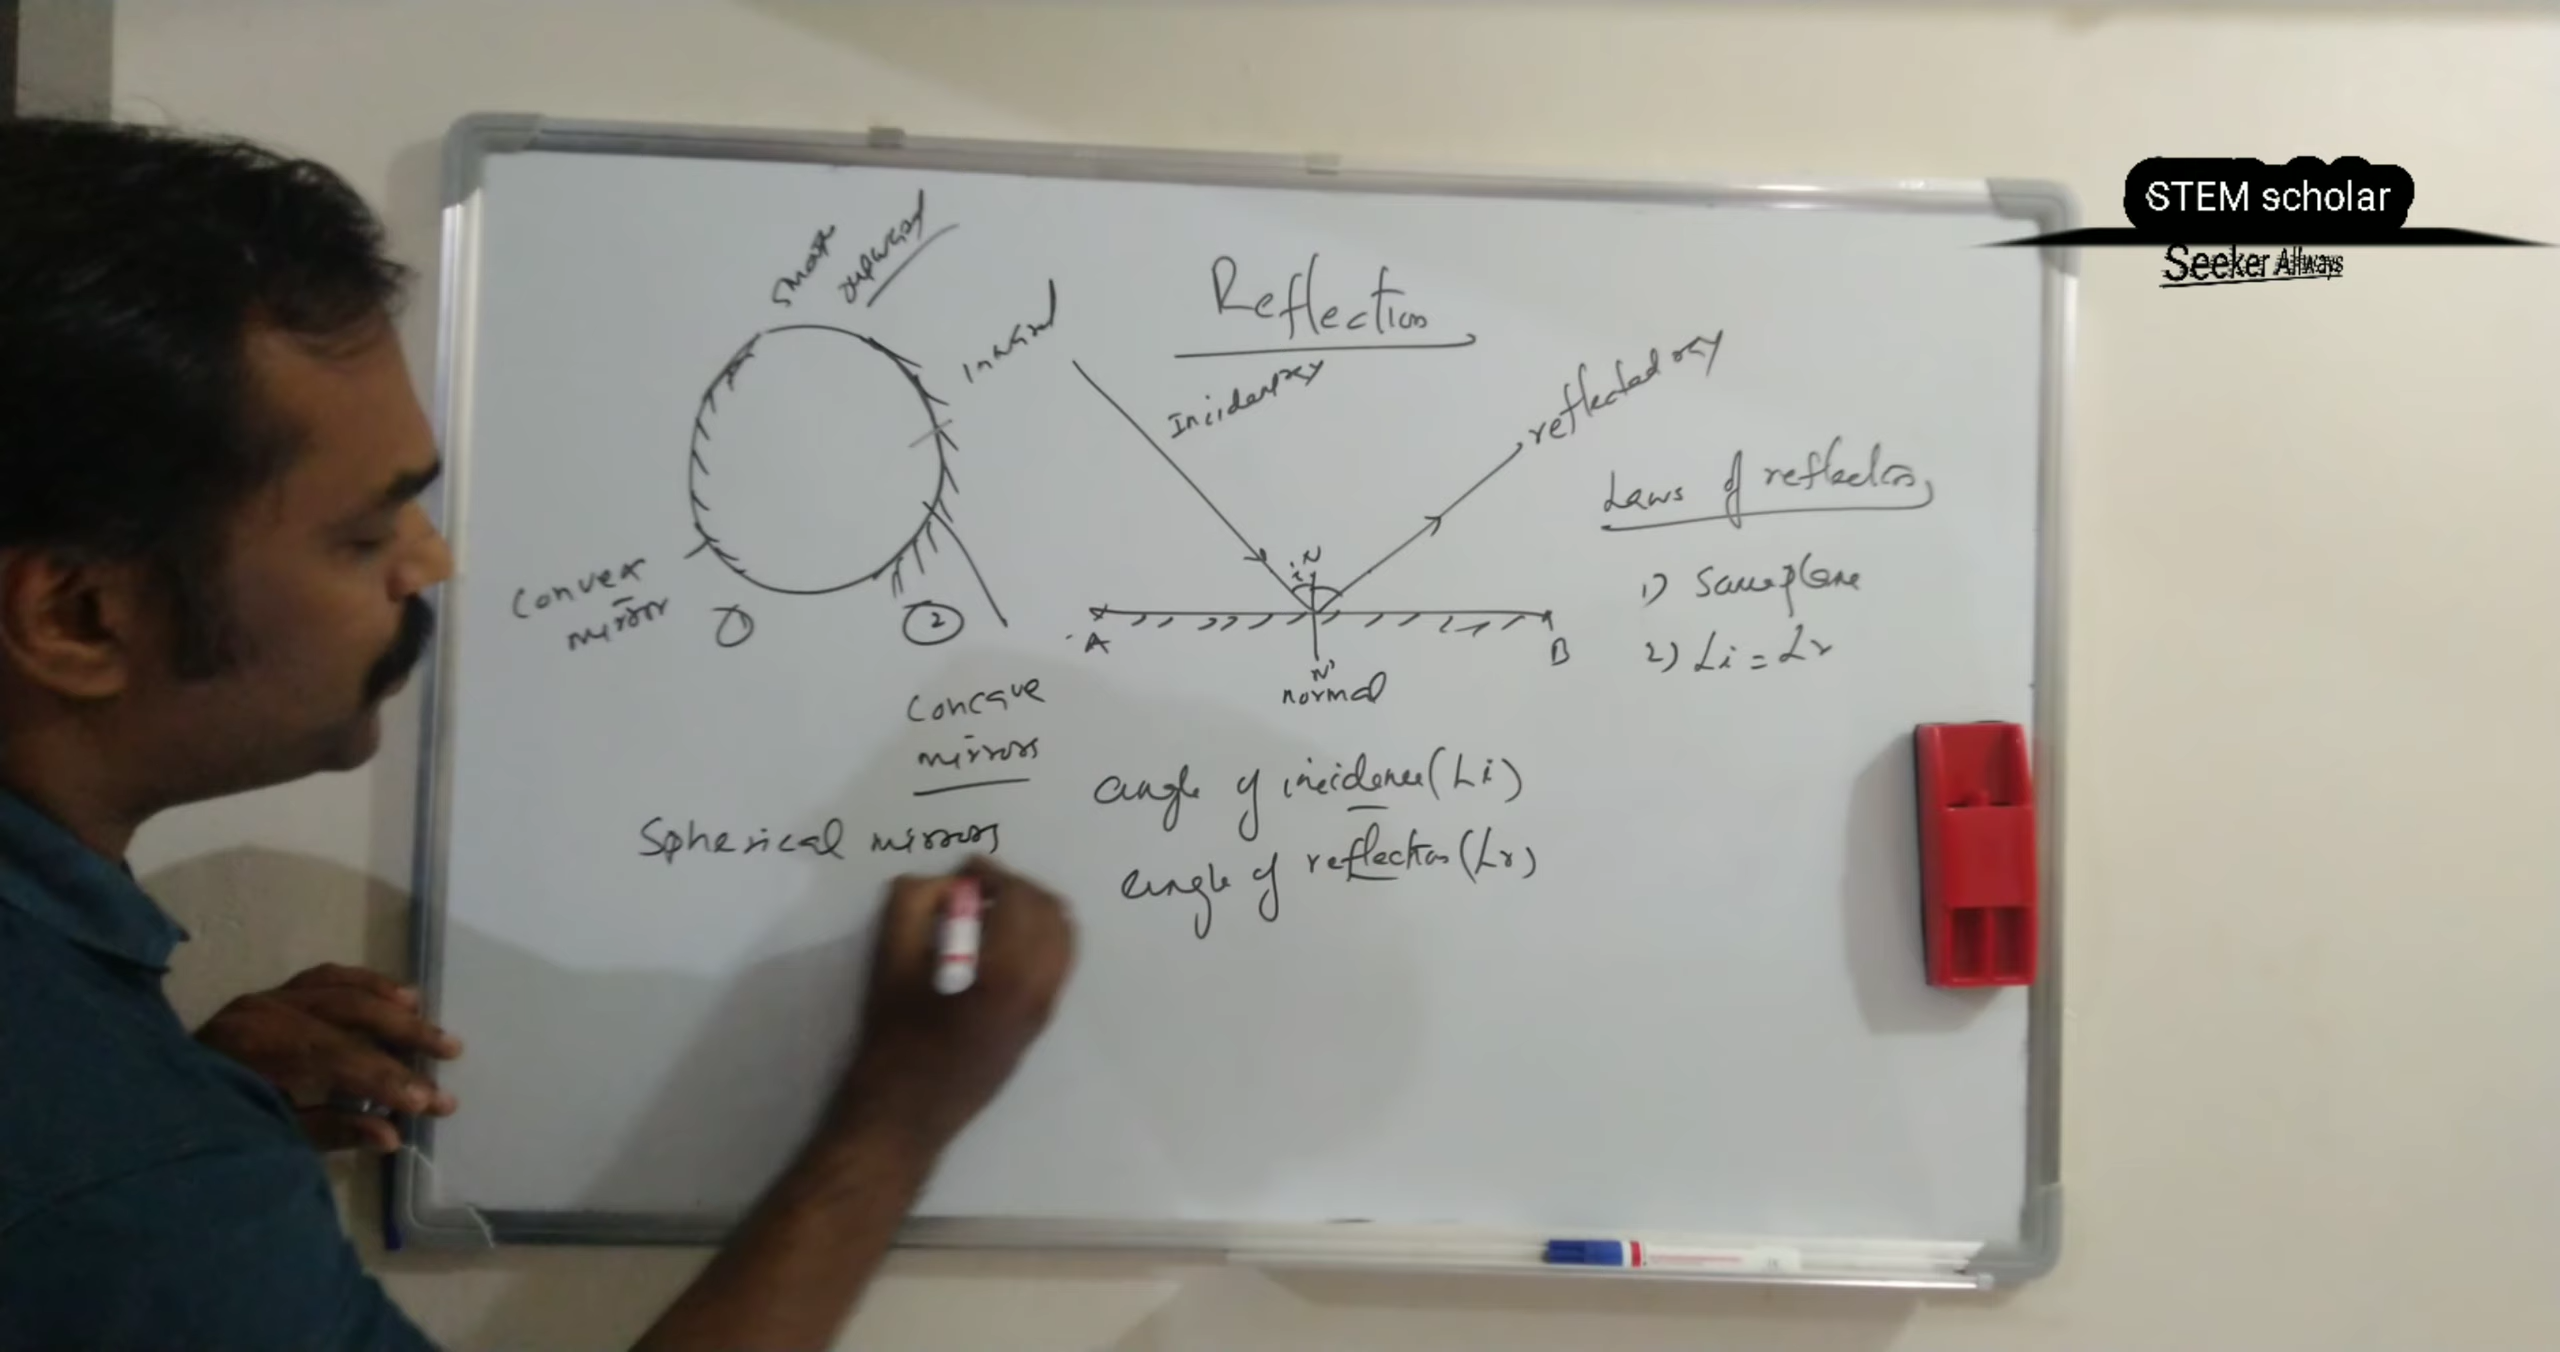 STEM scholar
Seeker Allways
Reflection
outward
Inward
Incident ray
reflected ray
Convex
mirror
1
2
Concave
mirrors
Spherical mirrors
i
N
A
B
N'
normal
angle of incidence (∠i)
angle of reflection (∠r)
Laws of reflection
1) Same plane
2) ∠i = ∠r